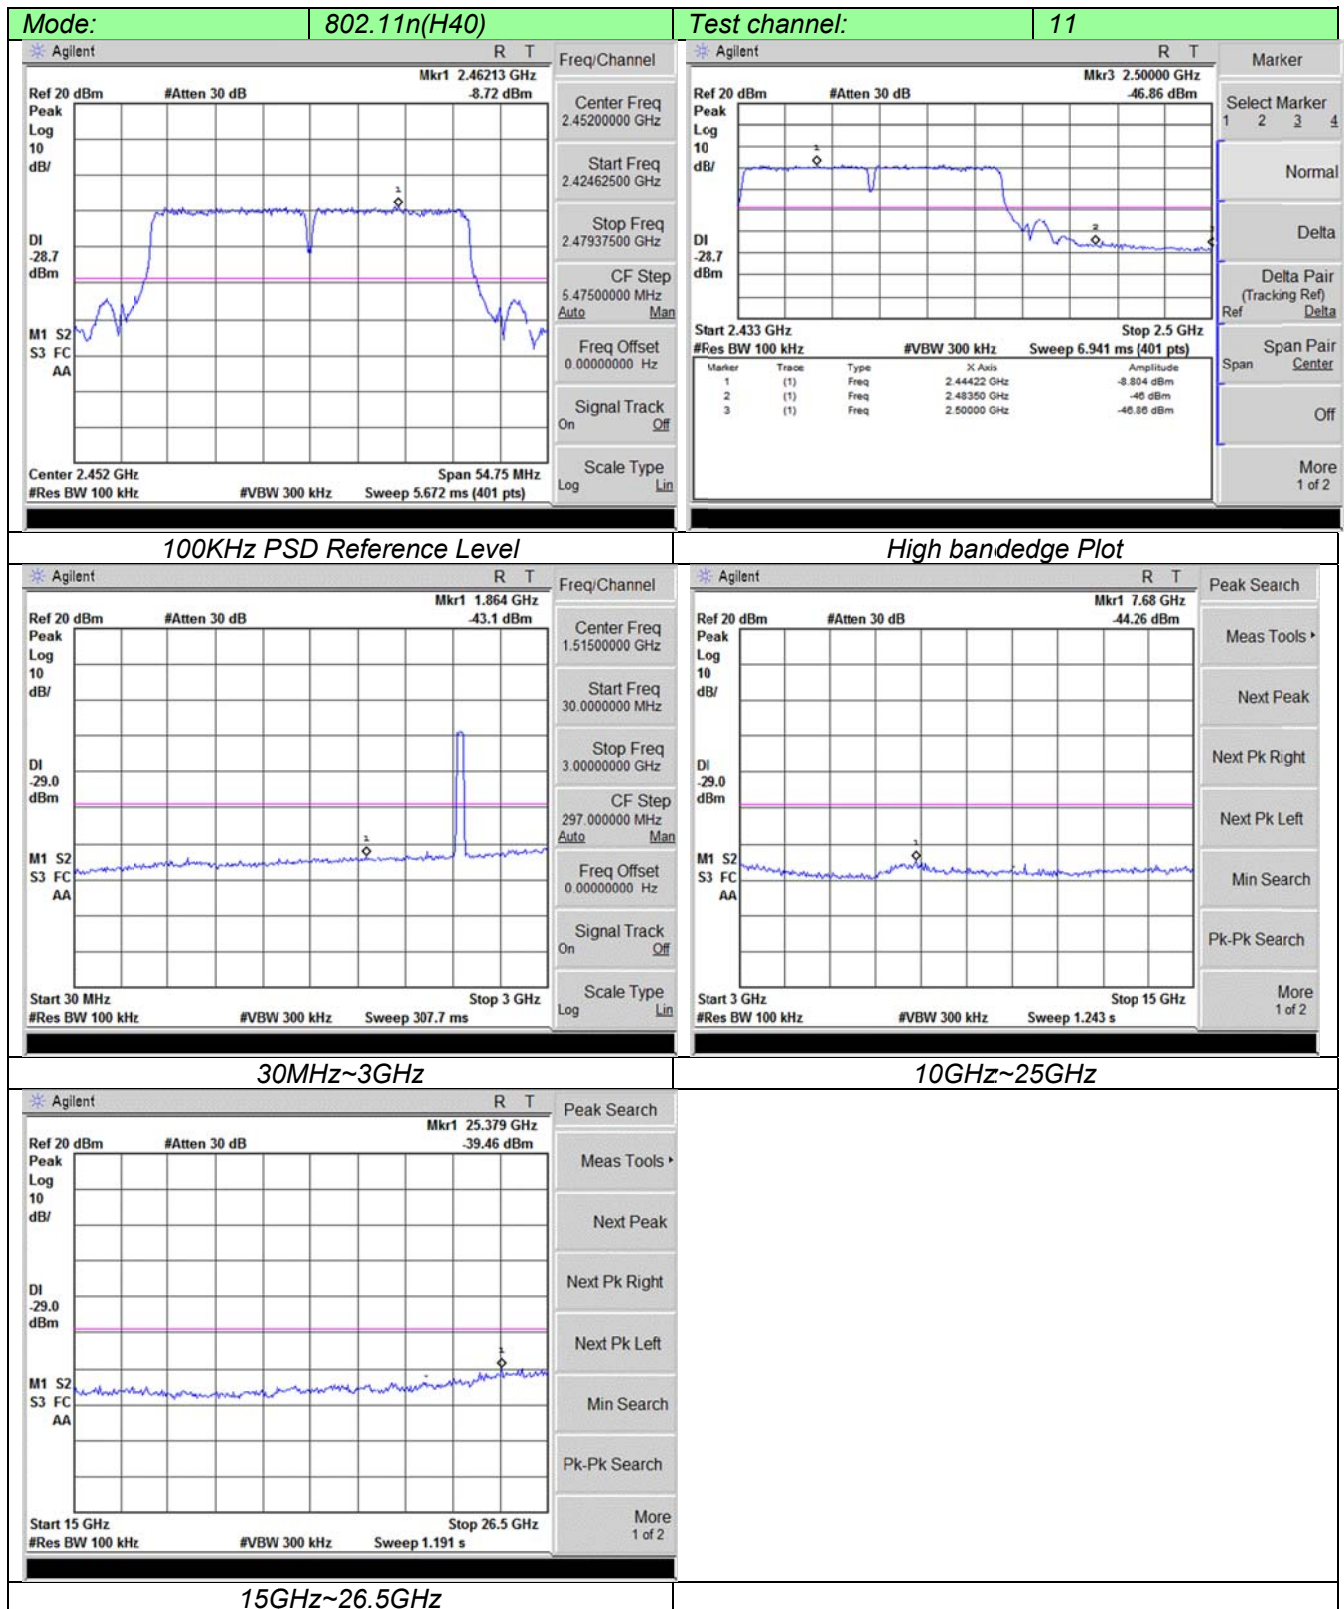 Mode: 802.11n(H40) Test channel: 11
Agilent R T
Mkr1 2.46213 GHz
Ref 20 dBm #Atten 30 dB -8.72 dBm
Peak
Log
10
dB/
DI
-28.7
dBm
M1 S2
S3 FC
AA
1
Center 2.452 GHz Span 54.75 MHz
#Res BW 100 kHz #VBW 300 kHz Sweep 5.672 ms (401 pts)
Freq/Channel
Center Freq
2.45200000 GHz
Start Freq
2.42462500 GHz
Stop Freq
2.47937500 GHz
CF Step
5.47500000 MHz
Auto Man
Freq Offset
0.00000000 Hz
Signal Track
On Off
Scale Type
Log Lin
Agilent R T
Mkr3 2.50000 GHz
Ref 20 dBm #Atten 30 dB -46.86 dBm
Peak
Log
10
dB/
DI
-28.7
dBm
1
2
Start 2.433 GHz Stop 2.5 GHz
#Res BW 100 kHz #VBW 300 kHz Sweep 6.941 ms (401 pts)
Marker Trace Type X Axis Amplitude
1 (1) Freq 2.44422 GHz -8.804 dBm
2 (1) Freq 2.48350 GHz -46 dBm
3 (1) Freq 2.50000 GHz -46.86 dBm
Marker
Select Marker
1 2 3 4
Normal
Delta
Delta Pair
(Tracking Ref)
Ref Delta
Span Pair
Span Center
Off
More
1 of 2
100KHz PSD Reference Level High bandedge Plot
Agilent R T
Mkr1 1.864 GHz
Ref 20 dBm #Atten 30 dB -43.1 dBm
Peak
Log
10
dB/
DI
-29.0
dBm
M1 S2
S3 FC
AA
1
Start 30 MHz Stop 3 GHz
#Res BW 100 kHz #VBW 300 kHz Sweep 307.7 ms
Freq/Channel
Center Freq
1.51500000 GHz
Start Freq
30.0000000 MHz
Stop Freq
3.00000000 GHz
CF Step
297.000000 MHz
Auto Man
Freq Offset
0.00000000 Hz
Signal Track
On Off
Scale Type
Log Lin
Agilent R T
Mkr1 7.68 GHz
Ref 20 dBm #Atten 30 dB -44.26 dBm
Peak
Log
10
dB/
DI
-29.0
dBm
M1 S2
S3 FC
AA
1
Start 3 GHz Stop 15 GHz
#Res BW 100 kHz #VBW 300 kHz Sweep 1.243 s
Peak Search
Meas Tools
Next Peak
Next Pk Right
Next Pk Left
Min Search
Pk-Pk Search
More
1 of 2
30MHz~3GHz 10GHz~25GHz
Agilent R T
Mkr1 25.379 GHz
Ref 20 dBm #Atten 30 dB -39.46 dBm
Peak
Log
10
dB/
DI
-29.0
dBm
M1 S2
S3 FC
AA
1
Start 15 GHz Stop 26.5 GHz
#Res BW 100 kHz #VBW 300 kHz Sweep 1.191 s
Peak Search
Meas Tools
Next Peak
Next Pk Right
Next Pk Left
Min Search
Pk-Pk Search
More
1 of 2
15GHz~26.5GHz